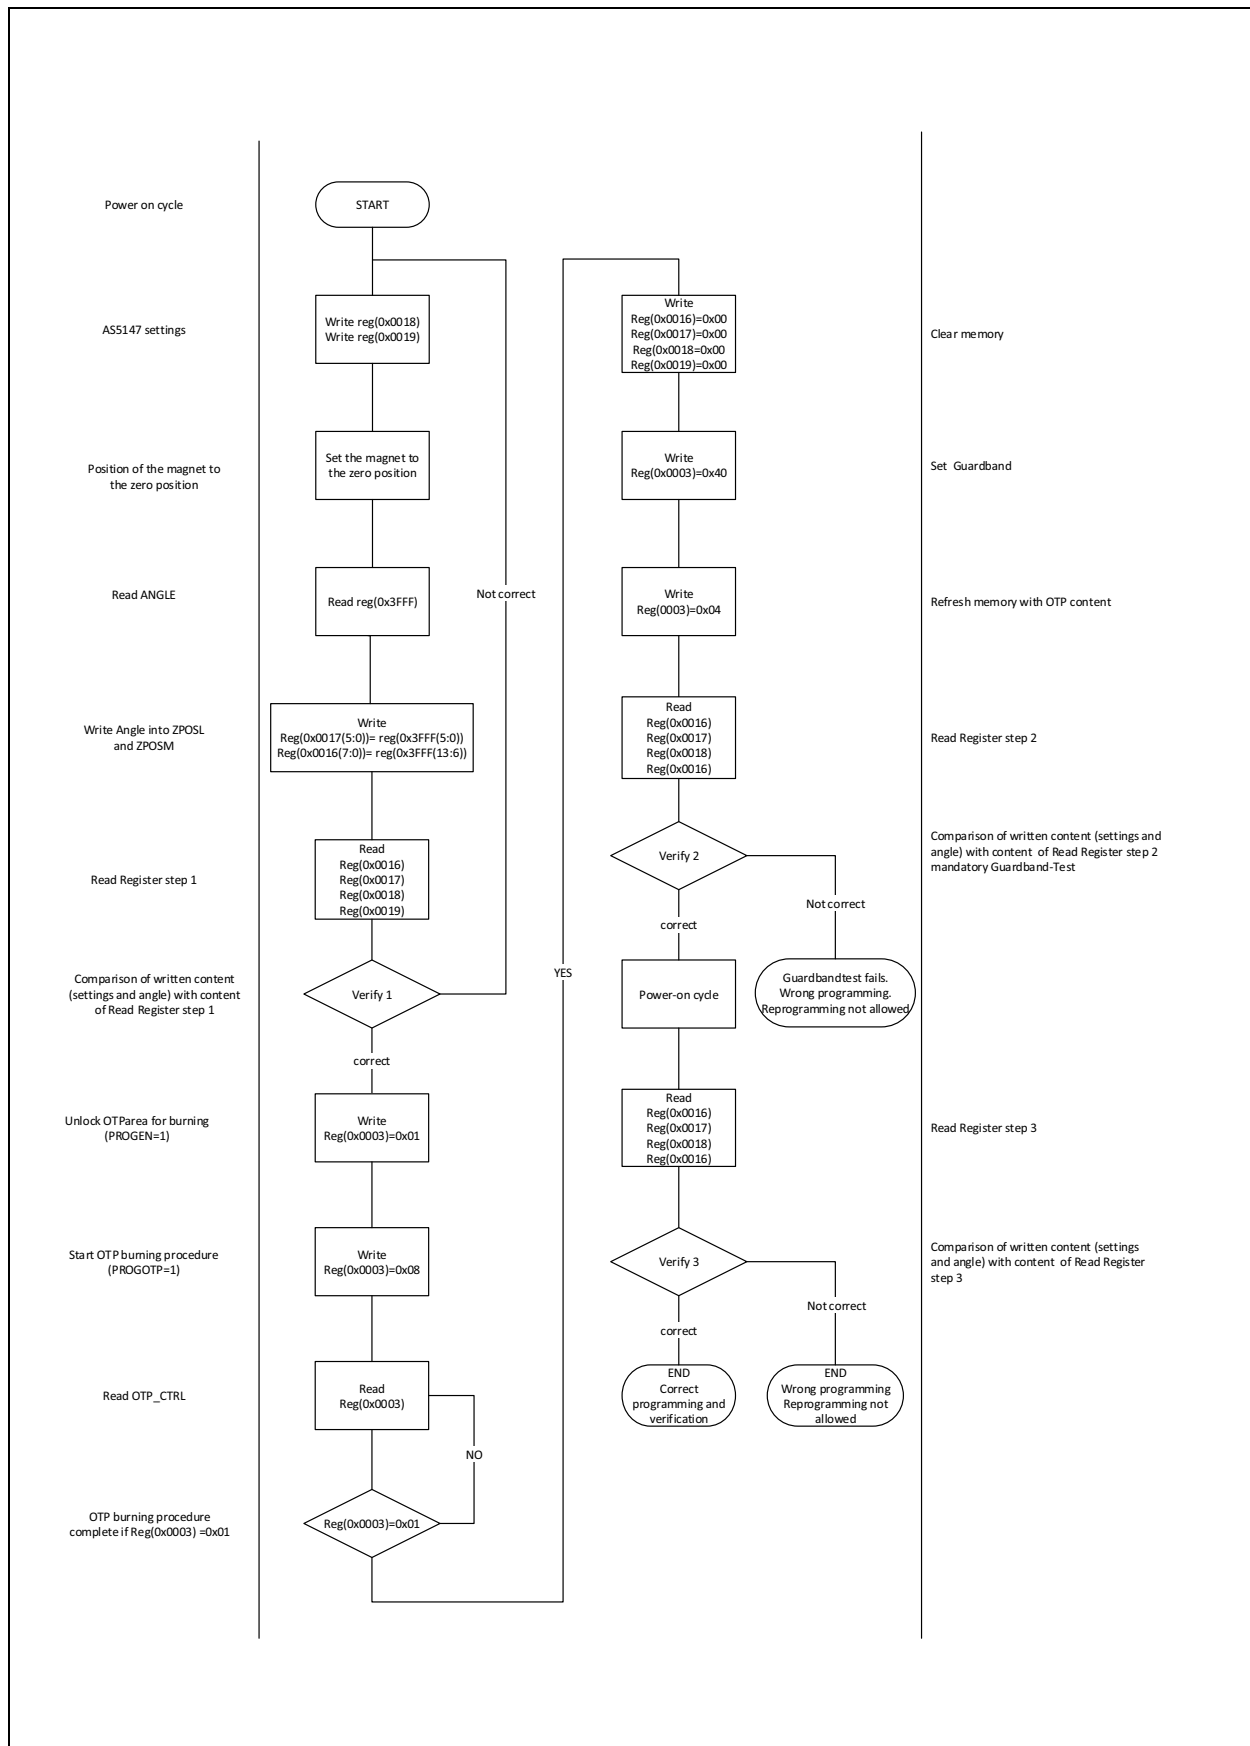 Power on cycle
START
AS5147 settings
Write reg(0x0018)
Write reg(0x0019)
Position of the magnet to
the zero position
Set the magnet to
the zero position
Read ANGLE
Read reg(0x3FFF)
Not correct
Write Angle into ZPOSL
and ZPOSM
Write
Reg(0x0017(5:0))= reg(0x3FFF(5:0))
Reg(0x0016(7:0))= reg(0x3FFF(13:6))
Read Register step 1
Read
Reg(0x0016)
Reg(0x0017)
Reg(0x0018)
Reg(0x0019)
Comparison of written content
(settings and angle) with content
of Read Register step 1
Verify 1
correct
Unlock OTParea for burning
(PROGEN=1)
Write
Reg(0x0003)=0x01
Start OTP burning procedure
(PROGOTP=1)
Write
Reg(0x0003)=0x08
Read OTP_CTRL
Read
Reg(0x0003)
NO
OTP burning procedure
complete if Reg(0x0003) =0x01
Reg(0x0003)=0x01
YES
Write
Reg(0x0016)=0x00
Reg(0x0017)=0x00
Reg(0x0018=0x00
Reg(0x0019)=0x00
Clear memory
Write
Reg(0x0003)=0x40
Set Guardband
Write
Reg(0003)=0x04
Refresh memory with OTP content
Read
Reg(0x0016)
Reg(0x0017)
Reg(0x0018)
Reg(0x0016)
Read Register step 2
Verify 2
Comparison of written content (settings and
angle) with content of Read Register step 2
mandatory Guardband-Test
Not correct
correct
Guardbandtest fails.
Wrong programming.
Reprogramming not allowed
Power-on cycle
Read
Reg(0x0016)
Reg(0x0017)
Reg(0x0018)
Reg(0x0016)
Read Register step 3
Verify 3
Comparison of written content (settings
and angle) with content of Read Register
step 3
Not correct
correct
END
Correct
programming and
verification
END
Wrong programming
Reprogramming not
allowed